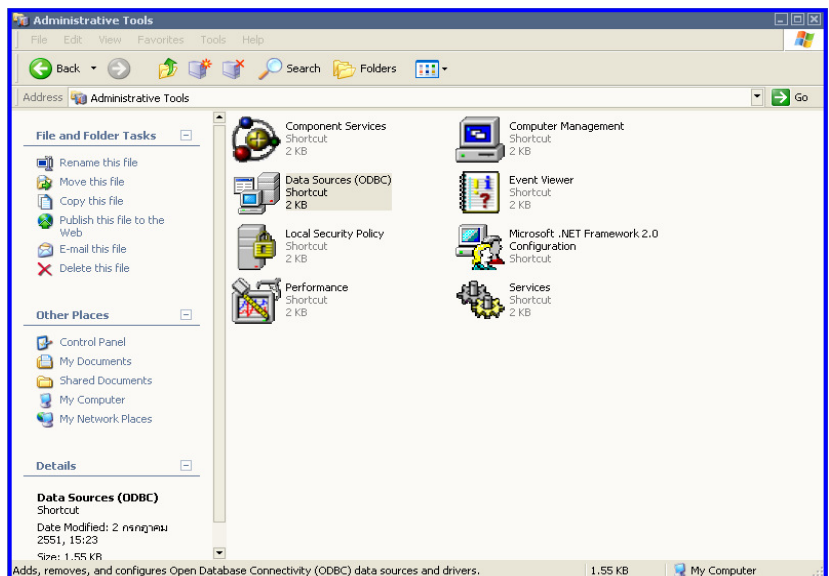 Administrative Tools
File Edit View Favorites Tools Help
Back Search Folders
Address Administrative Tools Go
File and Folder Tasks
Rename this file
Move this file
Copy this file
Publish this file to the
Web
E-mail this file
Delete this file
Other Places
Control Panel
My Documents
Shared Documents
My Computer
My Network Places
Details
Data Sources (ODBC)
Shortcut
Date Modified: 2 กรกฎาคม
2551, 15:23
Size: 1.55 KB
Component Services
Shortcut
2 KB
Computer Management
Shortcut
2 KB
Data Sources (ODBC)
Shortcut
2 KB
Event Viewer
Shortcut
2 KB
Local Security Policy
Shortcut
2 KB
Microsoft .NET Framework 2.0
Configuration
Shortcut
Performance
Shortcut
2 KB
Services
Shortcut
2 KB
Adds, removes, and configures Open Database Connectivity (ODBC) data sources and drivers. 1.55 KB My Computer